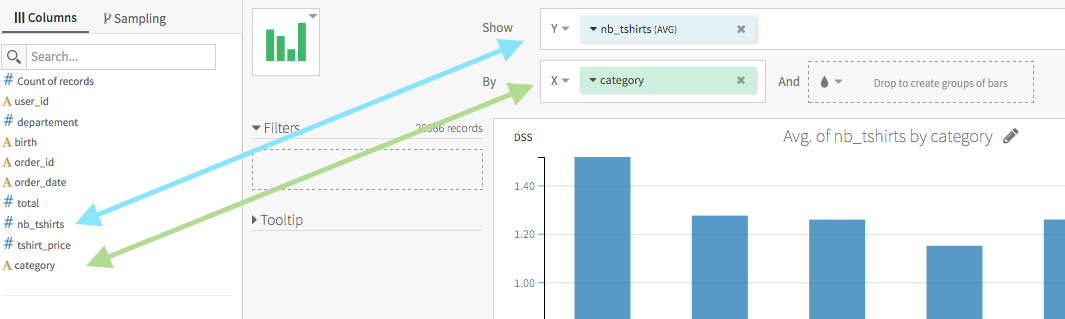 Columns
Sampling
Search...
# Count of records
A user_id
# departement
A birth
A order_id
A order_date
# total
# nb_tshirts
# tshirt_price
A category
Show
Y
nb_tshirts (AVG)
By
X
category
And
Drop to create groups of bars
Filters
28586 records
Tooltip
DSS
Avg. of nb_tshirts by category
1.40
1.20
1.00